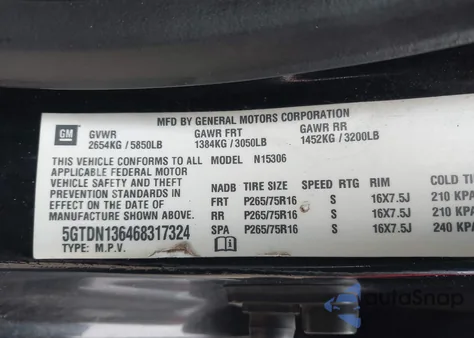 MFD BY GENERAL MOTORS CORPORATION
GM GVWR GAWR FRT GAWR RR
2654KG / 5850LB 1384KG / 3050LB 1452KG / 3200LB
THIS VEHICLE CONFORMS TO ALL MODEL N15306
APPLICABLE FEDERAL MOTOR
VEHICLE SAFETY AND THEFT NADB TIRE SIZE SPEED RTG RIM COLD TI
PREVENTION STANDARDS IN FRT P265/75R16 S 16X7.5J 210 KPA
EFFECT ON THE DATE OF RR P265/75R16 S 16X7.5J 210 KPA
MANUFACTURE SHOWN ABOVE. SPA P265/75R16 S 16X7.5J 240 KPA
5GTDN136468317324
TYPE: M.P.V.
AutoSnap